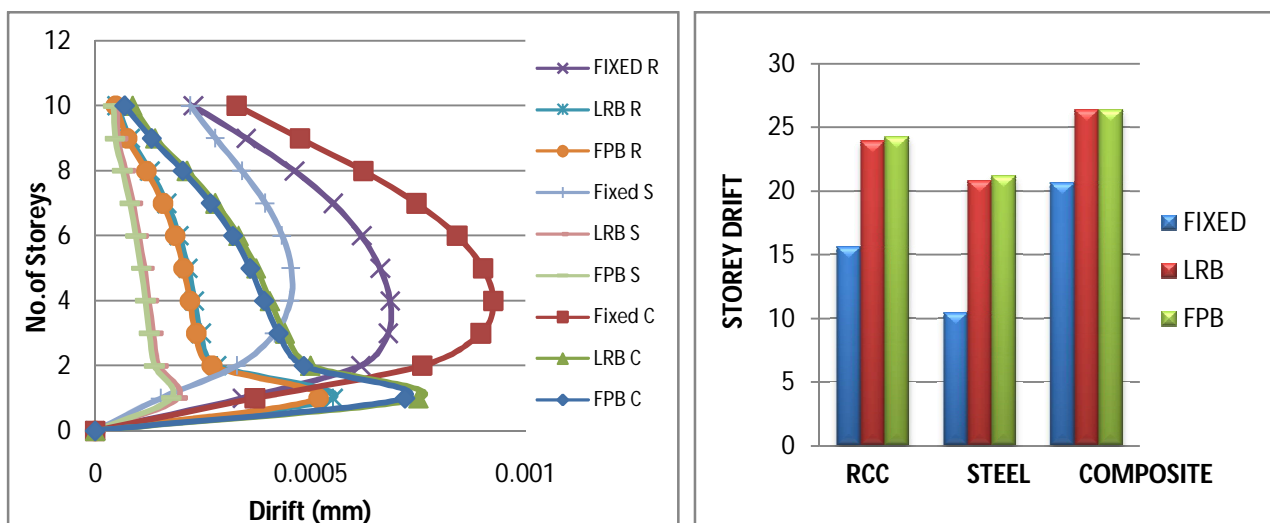 12
10
8
6
4
2
0
No.of Storeys
0
0.0005
0.001
Dirift (mm)
FIXED R
LRB R
FPB R
Fixed S
LRB S
FPB S
Fixed C
LRB C
FPB C
30
25
20
15
10
5
0
STOREY DRIFT
RCC
STEEL
COMPOSITE
FIXED
LRB
FPB